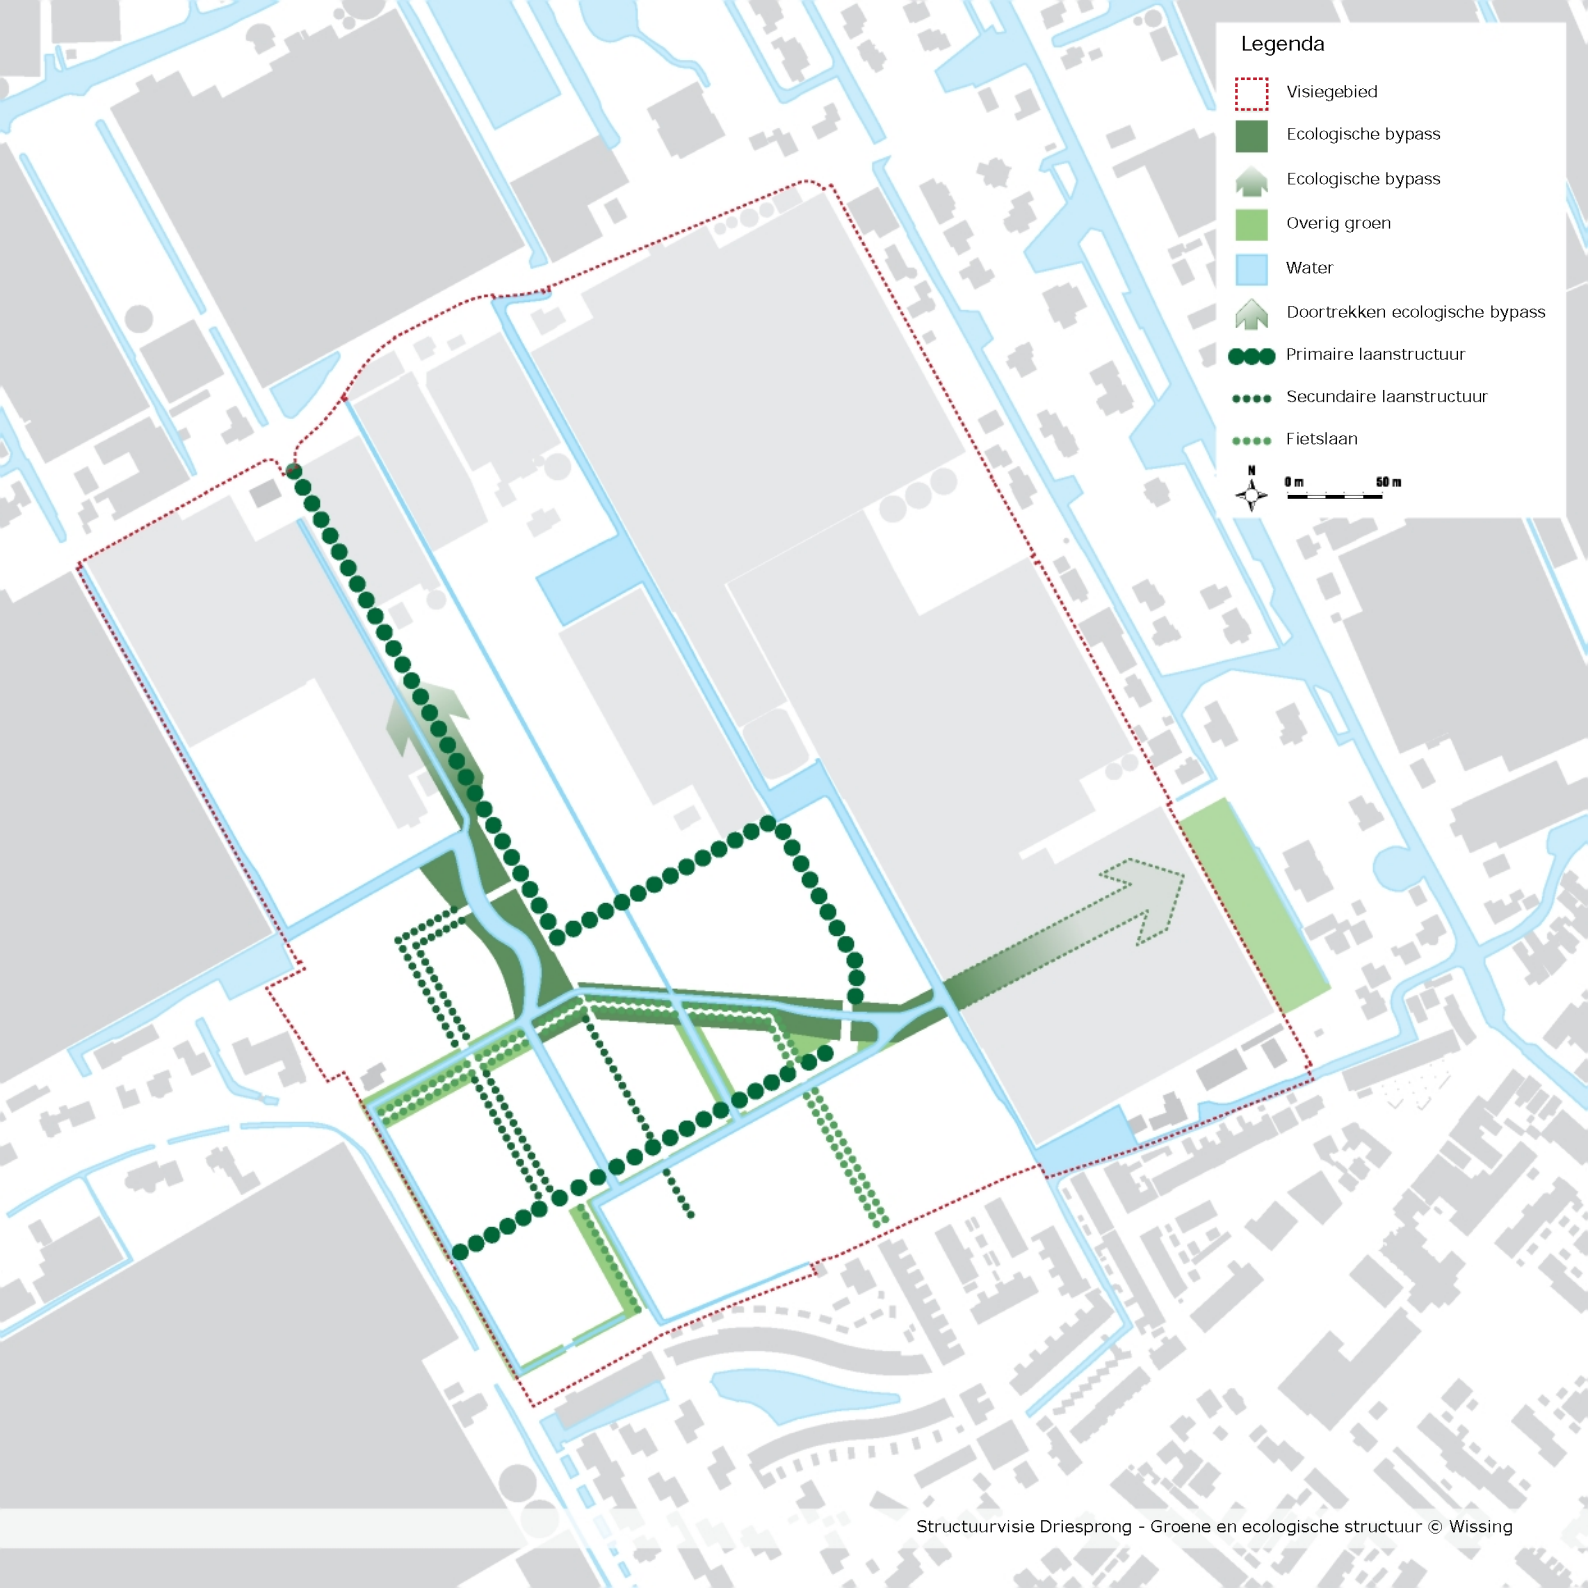 Legenda
Visiegebied
Ecologische bypass
Ecologische bypass
Overig groen
Water
Doortrekken ecologische bypass
Primaire laanstructuur
Secundaire laanstructuur
Fietslaan
N
0 m 50 m
Structuurvisie Driesprong - Groene en ecologische structuur © Wissing